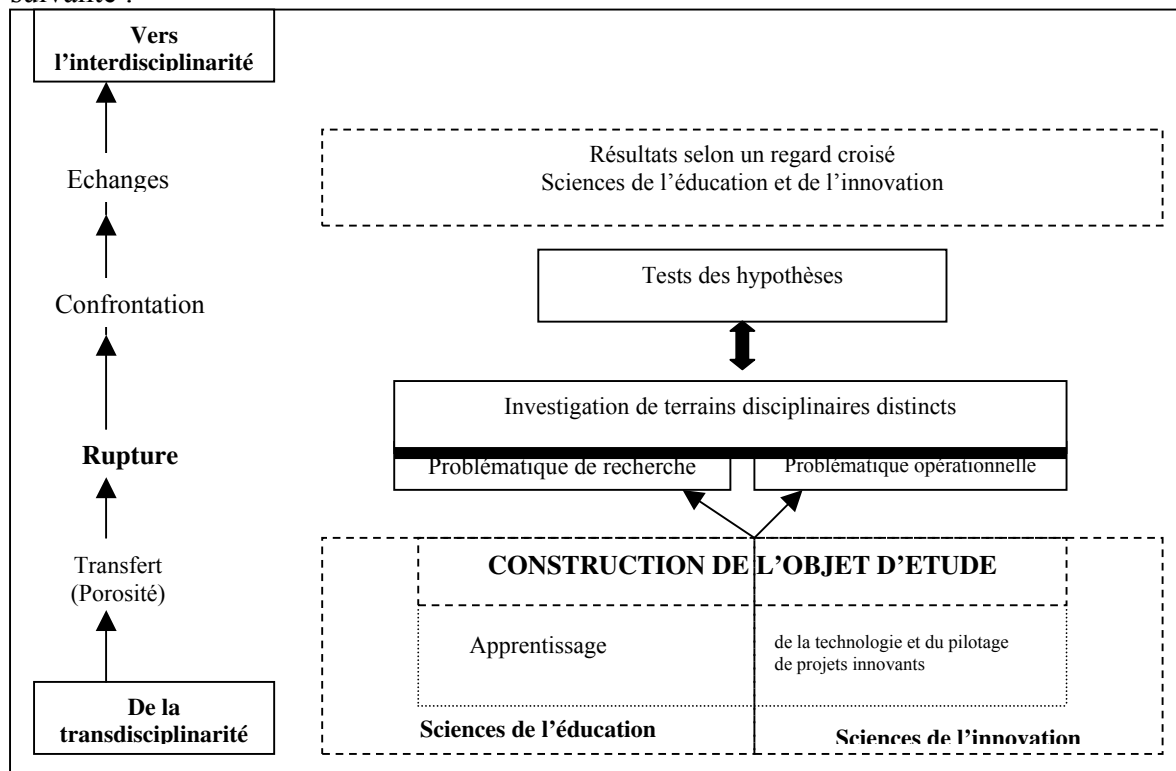 suivante :
Vers
l'interdisciplinarité
Echanges
Confrontation
Rupture
Transfert
(Porosité)
De la
transdisciplinarité
Résultats selon un regard croisé
Sciences de l'éducation et de l'innovation
Tests des hypothèses
Investigation de terrains disciplinaires distincts
Problématique de recherche
Problématique opérationnelle
CONSTRUCTION DE L'OBJET D'ETUDE
Apprentissage
de la technologie et du pilotage
de projets innovants
Sciences de l'éducation
Sciences de l'innovation